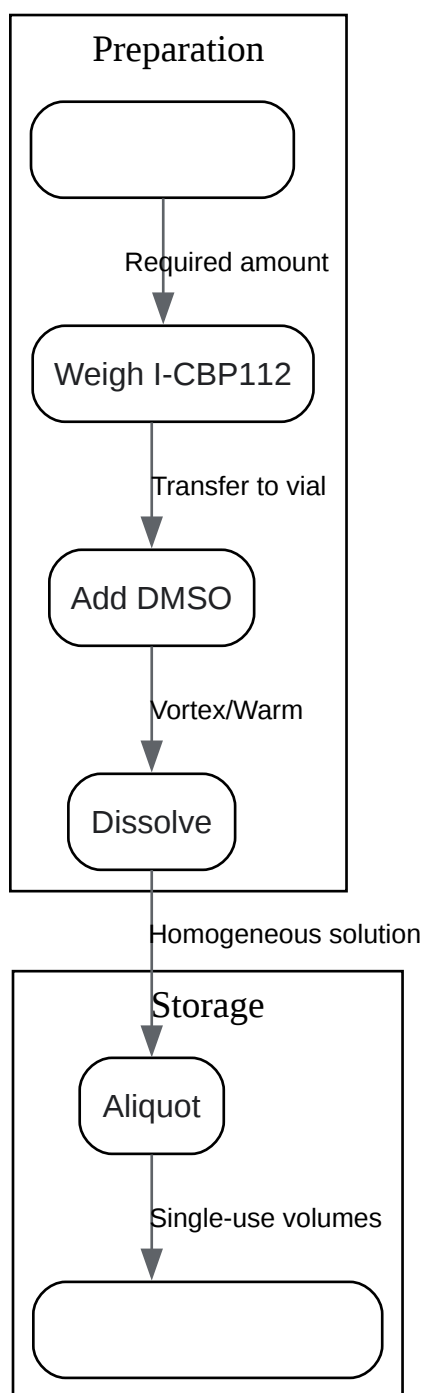 Preparation
Required amount
Weigh I-CBP112
Transfer to vial
Add DMSO
Vortex/Warm
Dissolve
Homogeneous solution
Storage
Aliquot
Single-use volumes